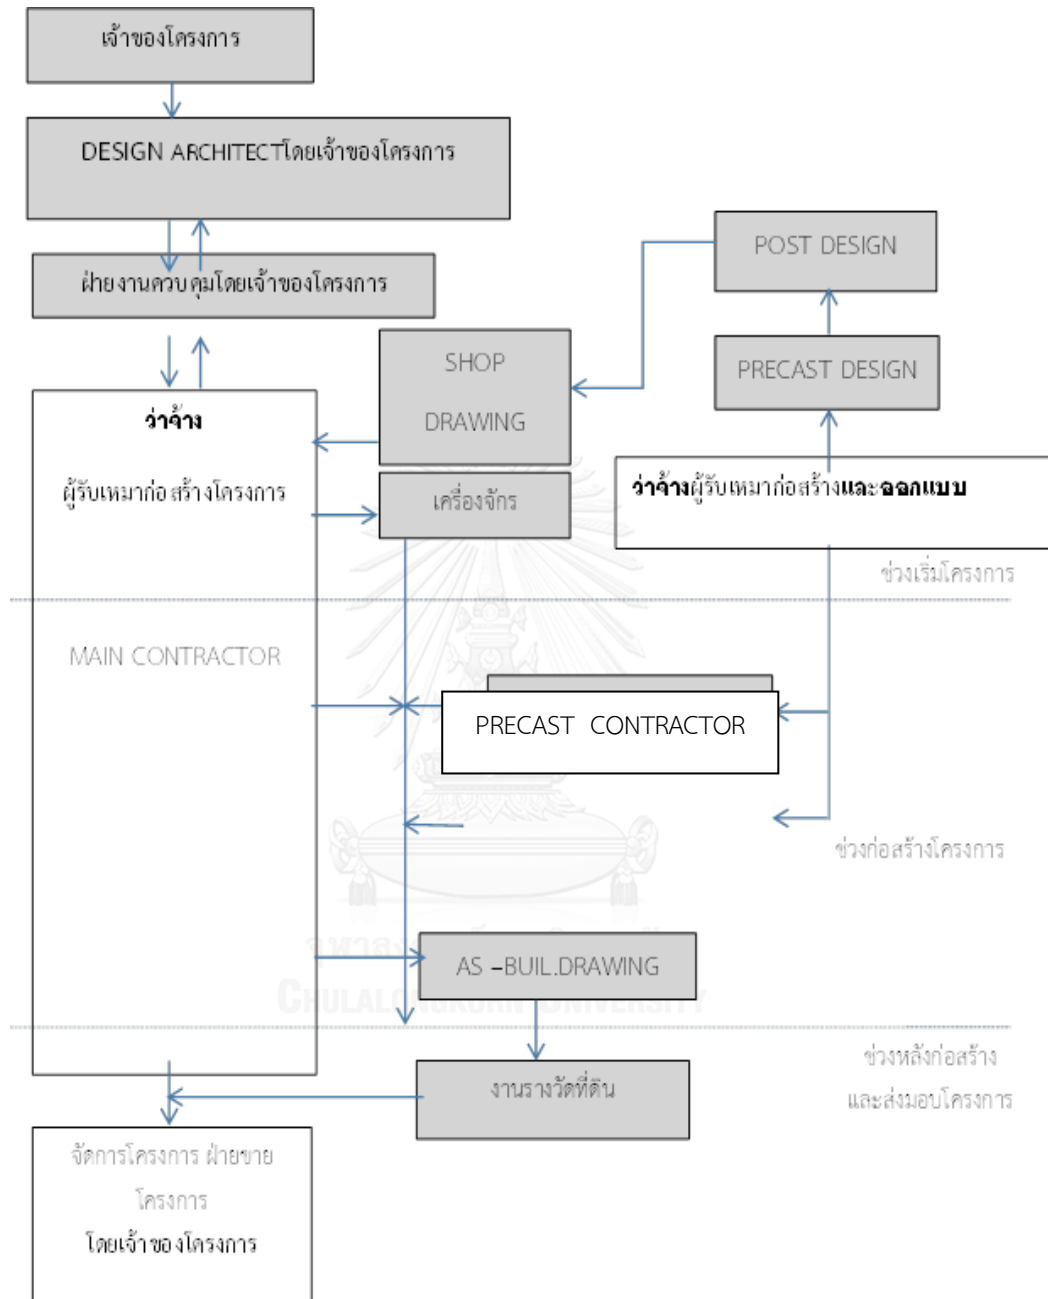 เจ้าของโครงการ
DESIGN ARCHITECTโดยเจ้าของโครงการ
ฝ่ายงานควบคุมโดยเจ้าของโครงการ
POST DESIGN
SHOP
DRAWING
PRECAST DESIGN
ว่าจ้าง
ผู้รับเหมาก่อสร้างโครงการ
เครื่องจักร
ว่าจ้างผู้รับเหมาก่อสร้างและออกแบบ
ช่วงเริ่มโครงการ
MAIN CONTRACTOR
PRECAST CONTRACTOR
ช่วงก่อสร้างโครงการ
AS –BUIL.DRAWING
CHULALONGKORN UNIVERSITY
ช่วงหลังก่อสร้าง
และส่งมอบโครงการ
งานรางวัดที่ดิน
จัดการโครงการ ฝ่ายขาย
โครงการ
โดยเจ้าของโครงการ